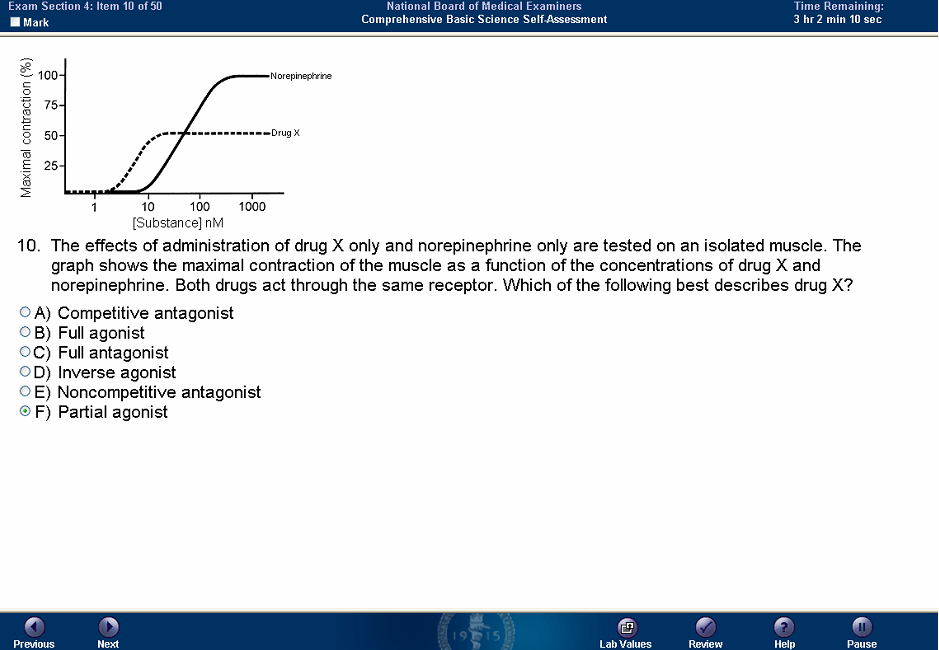 Exam Section 4: Item 10 of 50
National Board of Medical Examiners
Time Remaining:
Mark
Comprehensive Basic Science Self-Assessment
3 hr 2 min 10 sec
Maximal contraction (%)
100
75
50
25
Norepinephrine
Drug X
1 10 100 1000
[Substance] nM
10. The effects of administration of drug X only and norepinephrine only are tested on an isolated muscle. The
graph shows the maximal contraction of the muscle as a function of the concentrations of drug X and
norepinephrine. Both drugs act through the same receptor. Which of the following best describes drug X?
A) Competitive antagonist
B) Full agonist
C) Full antagonist
D) Inverse agonist
E) Noncompetitive antagonist
F) Partial agonist
1915
Previous Next Lab Values Review Help Pause